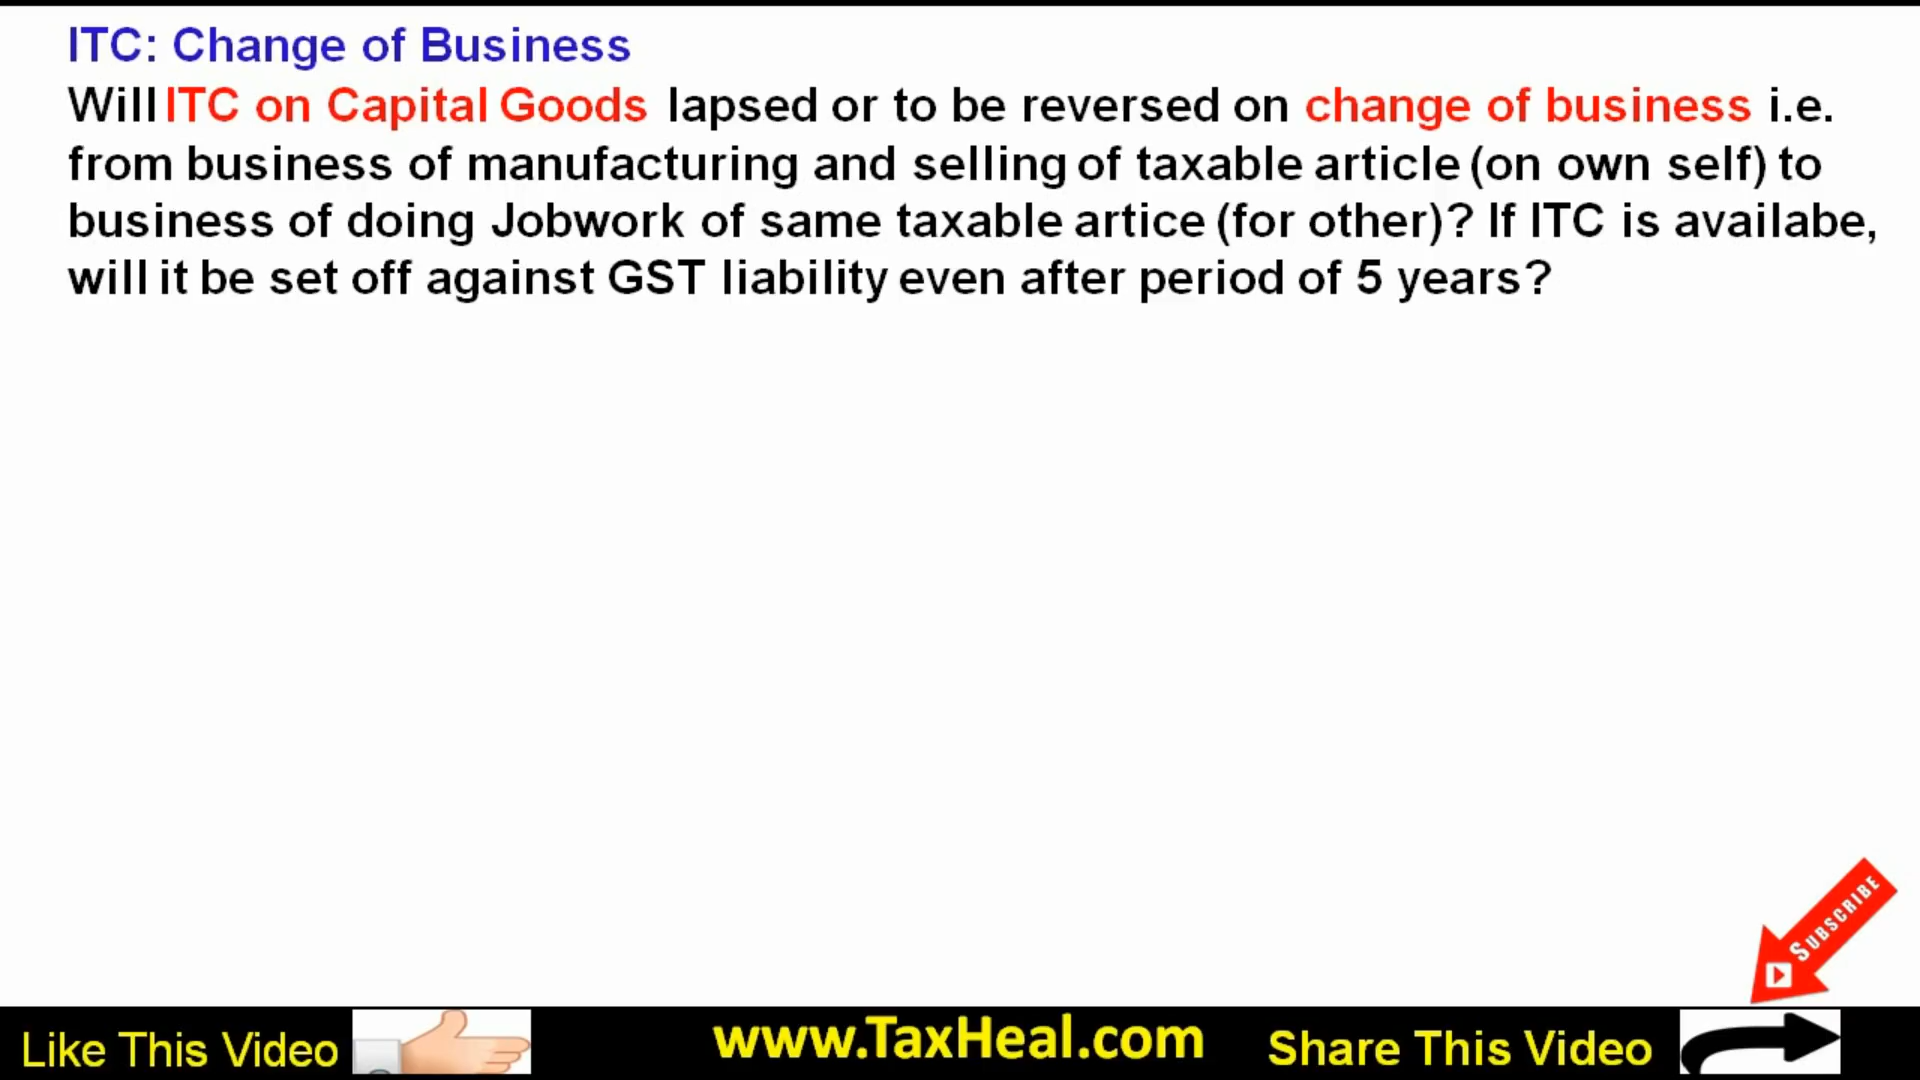 ITC: Change of Business
Will ITC on Capital Goods lapsed or to be reversed on change of business i.e.
from business of manufacturing and selling of taxable article (on own self) to
business of doing Jobwork of same taxable artice (for other)? If ITC is availabe,
will it be set off against GST liability even after period of 5 years?
SUBSCRIBE
Like This Video
www.TaxHeal.com
Share This Video